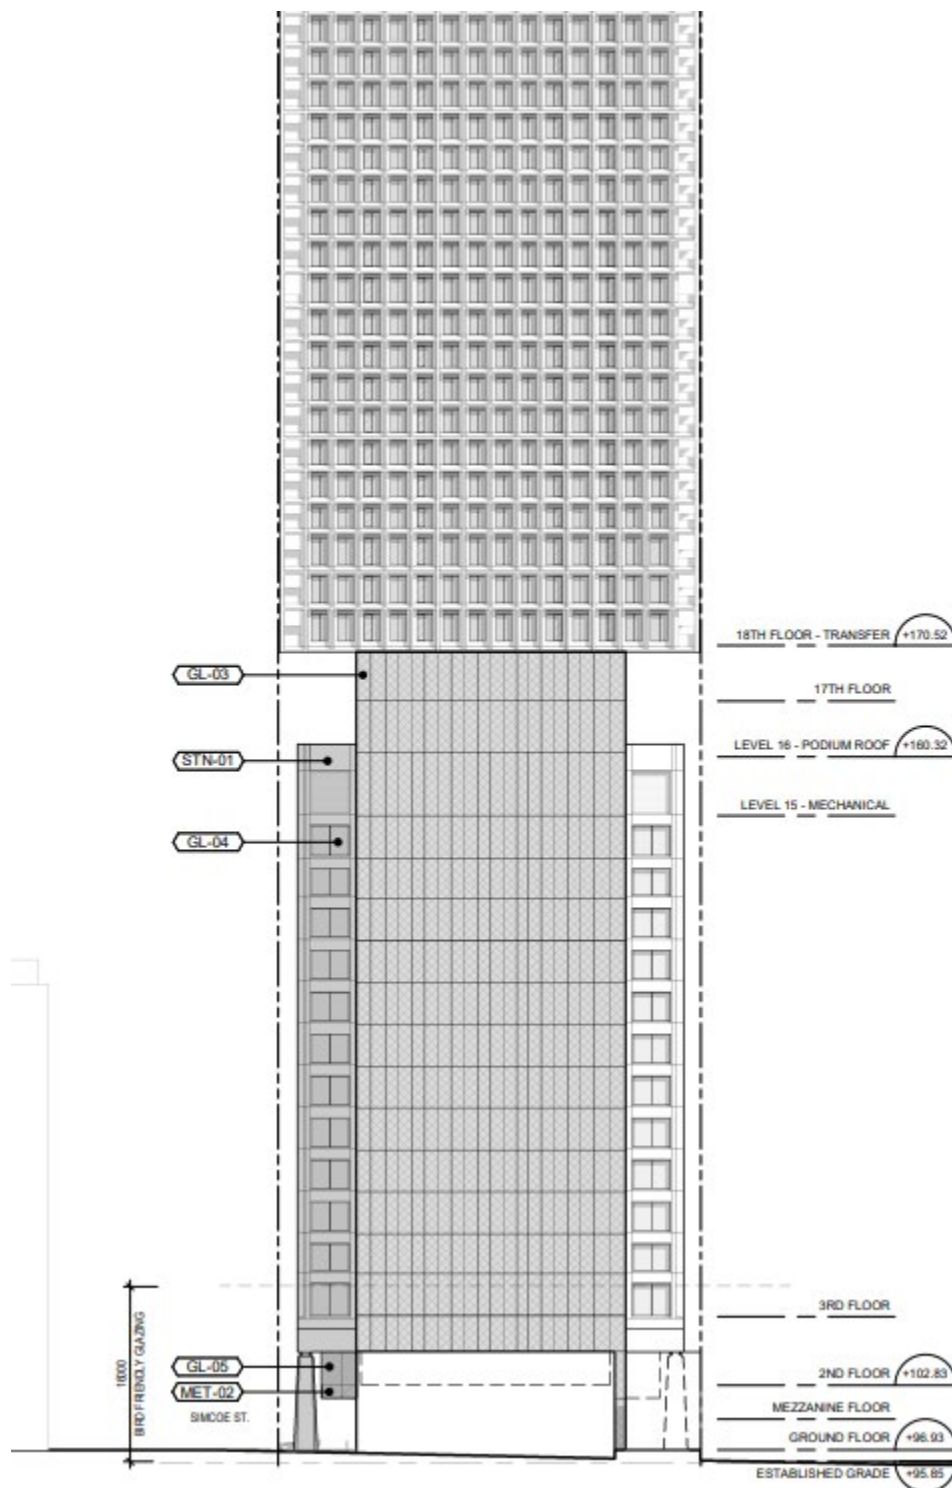 18TH FLOOR - TRANSFER +170.52
GL-03
17TH FLOOR
LEVEL 16 - PODIUM ROOF +160.32
STN-01
LEVEL 15 - MECHANICAL
GL-04
3RD FLOOR
16000
BIRD FRIENDLY GLAZING
GL-05
2ND FLOOR +102.83
MET-02
MEZZANINE FLOOR
SIMCOE ST.
GROUND FLOOR +96.93
ESTABLISHED GRADE +95.85